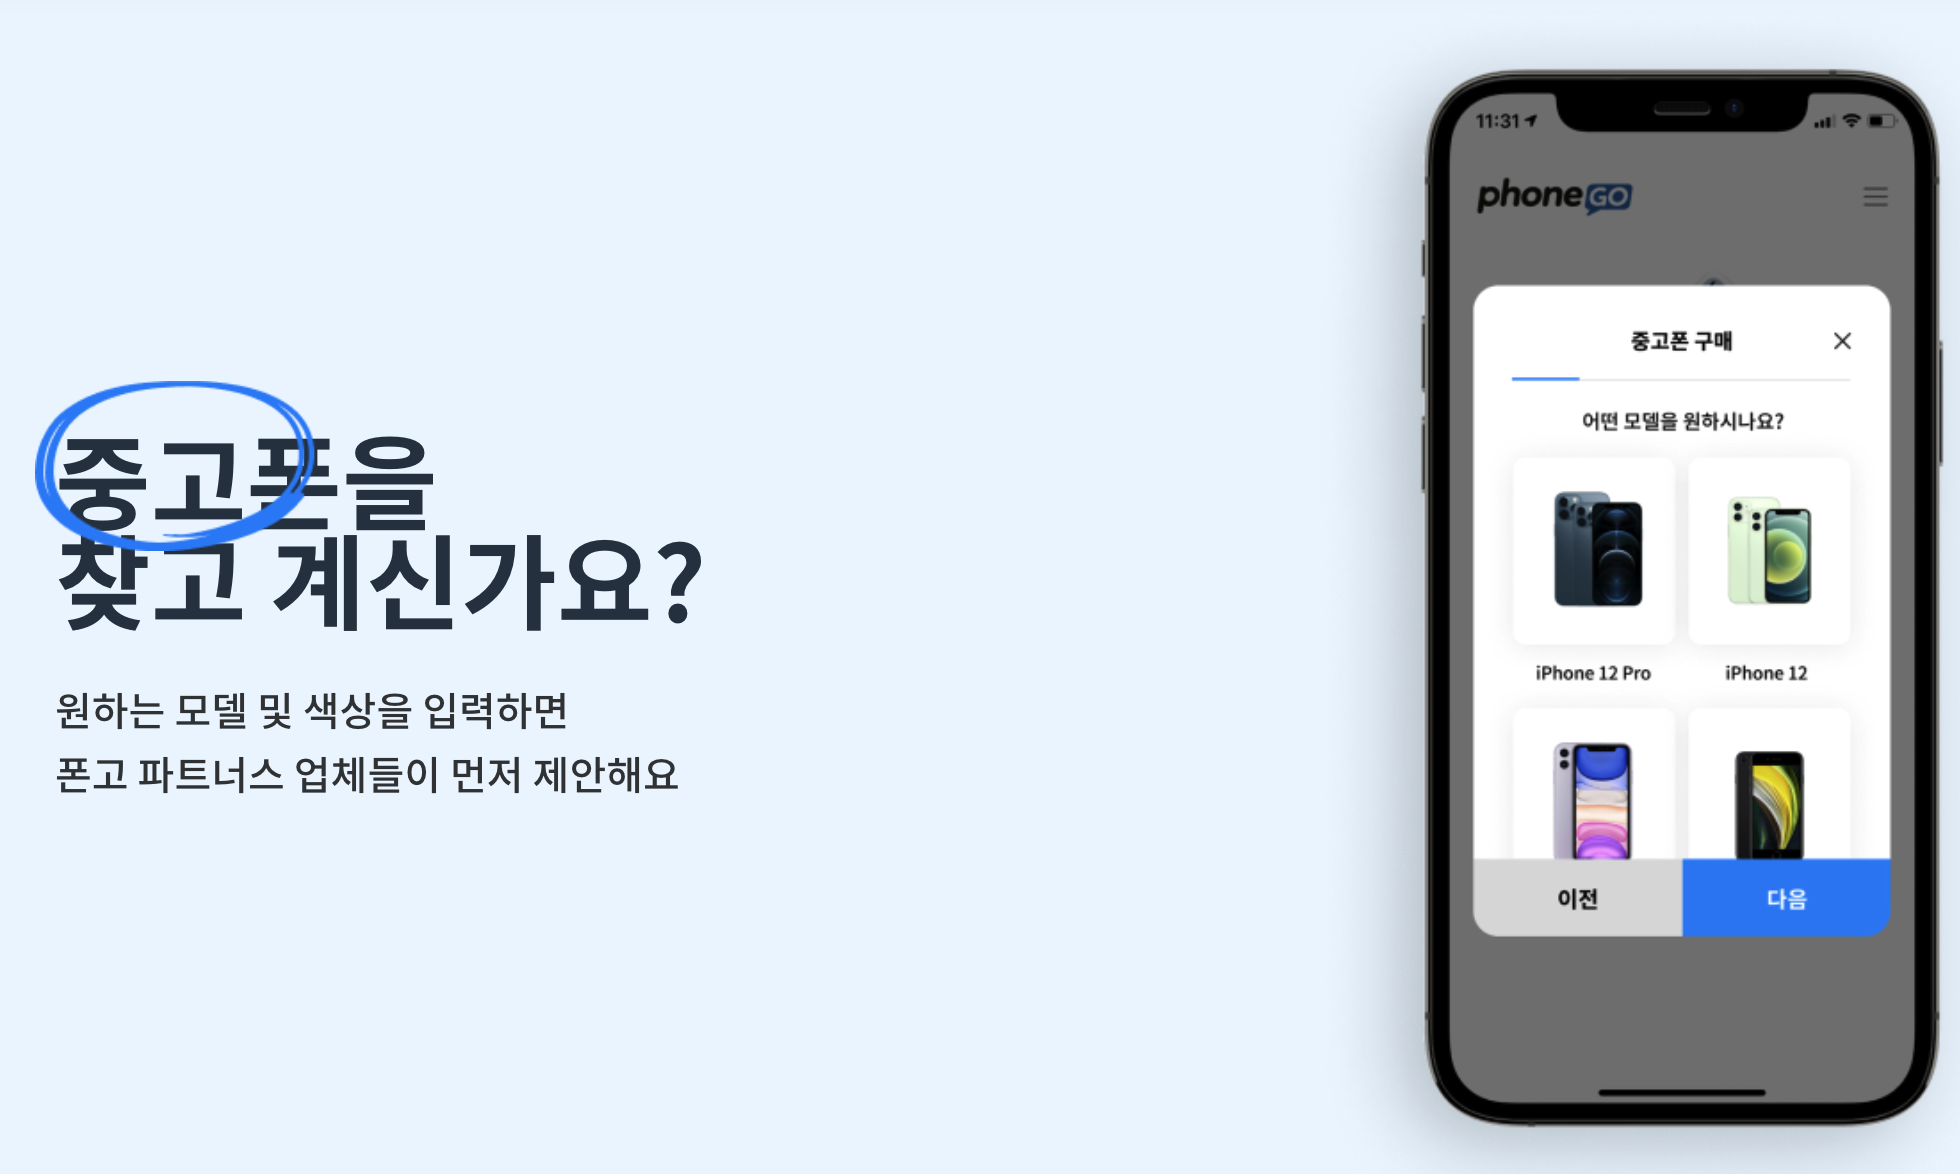 중고폰을
찾고 계신가요?
원하는 모델 및 색상을 입력하면
폰고 파트너스 업체들이 먼저 제안해요
11:31
phoneGO
중고폰 구매
어떤 모델을 원하시나요?
iPhone 12 Pro
iPhone 12
이전
다음